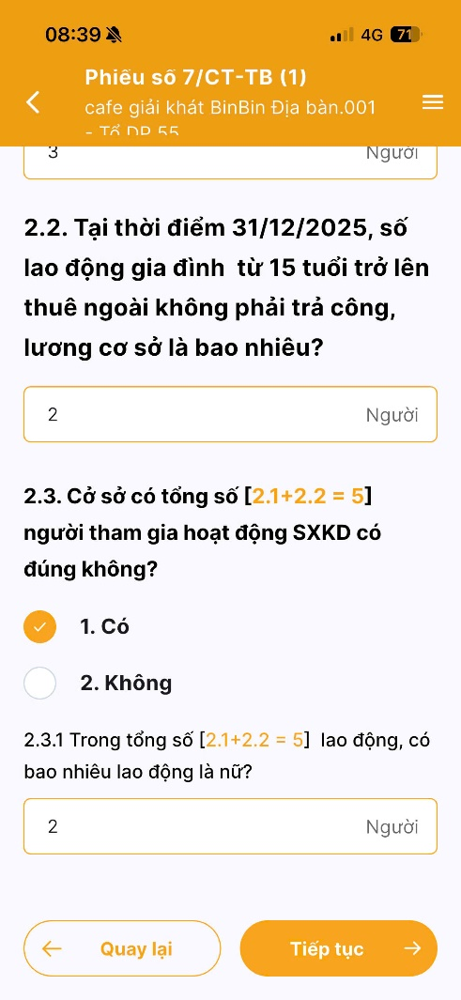 08:39
4G 71
Phiếu số 7/CT-TB (1)
cafe giải khát BinBin Địa bàn.001
- Tổ DP 55
3 Người
2.2. Tại thời điểm 31/12/2025, số
lao động gia đình từ 15 tuổi trở lên
thuê ngoài không phải trả công,
lương cơ sở là bao nhiêu?
2 Người
2.3. Cở sở có tổng số [2.1+2.2 = 5]
người tham gia hoạt động SXKD có
đúng không?
1. Có
2. Không
2.3.1 Trong tổng số [2.1+2.2 = 5] lao động, có
bao nhiêu lao động là nữ?
2 Người
Quay lại
Tiếp tục